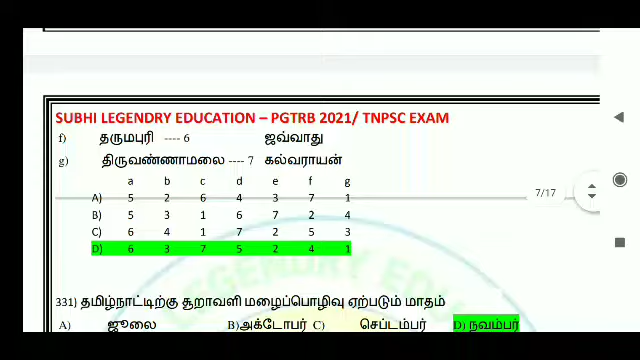 SUBHI LEGENDRY EDUCATION – PGTRB 2021/ TNPSC EXAM
f) தருமபுரி ---- 6 ஜவ்வாது
g) திருவண்ணாமலை ---- 7 கல்வராயன்
a b c d e f g
A) 5 2 6 4 3 7 1
B) 5 3 1 6 7 2 4
C) 6 4 1 7 2 5 3
D) 6 3 7 5 2 4 1
7/17
331) தமிழ்நாட்டிற்கு சூறாவளி மழைப்பொழிவு ஏற்படும் மாதம்
A) ஜூலை B)அக்டோபர் C) செப்டம்பர் D) நவம்பர்